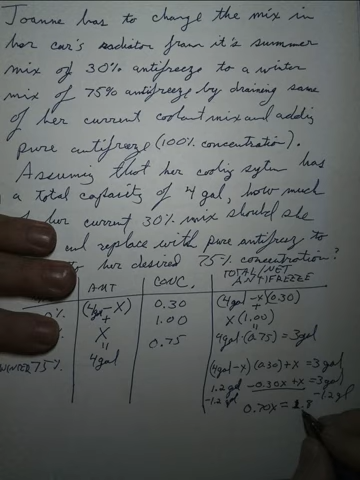 Joanne has to change the mix in
her car's radiator from it's summer
mix of 30% antifreeze to a winter
mix of 75% antifreeze by draining some
of her current coolant mix and adding
pure antifreeze (100% concentration).
Assuming that her cooling sytem has
a total capacity of 4 gal, how much
her current 30% mix should she
and replace with pure antifreez to
her desired 75% concentration?
AMT CONC. TOTAL/NET ANTIFREEZE
% (4gal-X) 0.30 (4gal-x)(0.30)
+ +
X 1.00 X(1.00)
= =
WINTER 75% 4gal 0.75 4gal(0.75) = 3gal
(4gal-x)(0.30)+x = 3gal
1.2gal -0.30x+x = 3gal
-1.2gal -1.2gal
0.70x = 1.8